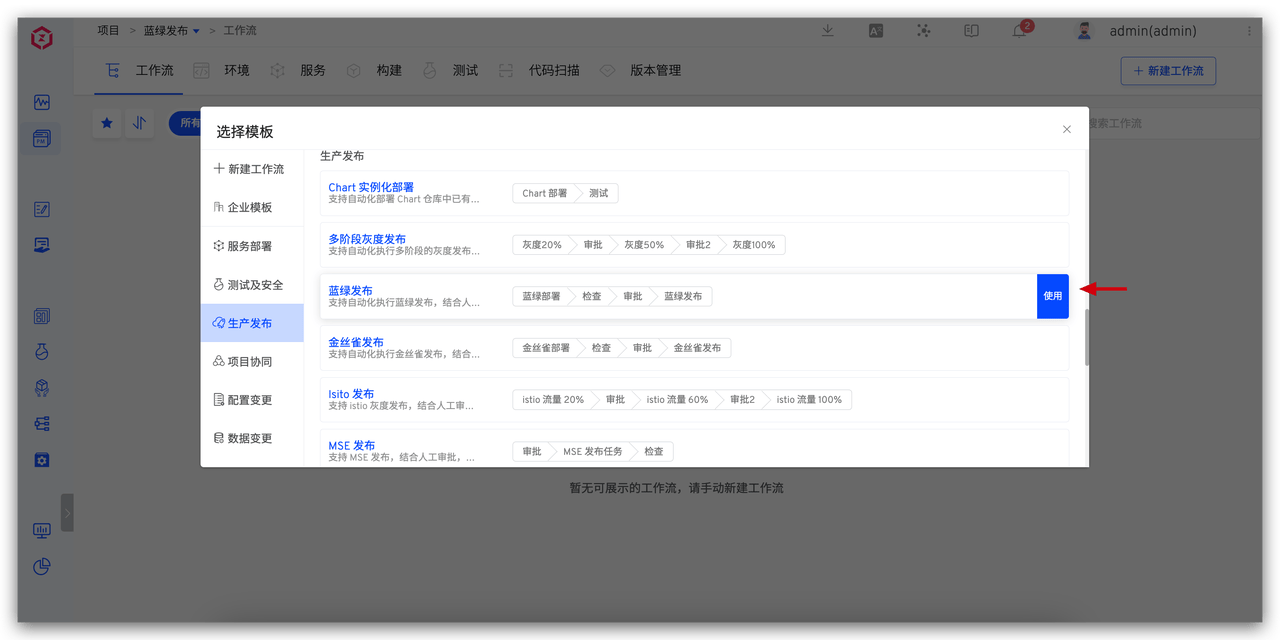 项目 > 蓝绿发布 > 工作流
2
admin(admin)
工作流 环境 服务 构建 测试 代码扫描 版本管理
+ 新建工作流
所有
搜索工作流
选择模板
新建工作流
企业模板
服务部署
测试及安全
生产发布
项目协同
配置变更
数据变更
生产发布
Chart 实例化部署
支持自动化部署 Chart 仓库中已有...
Chart 部署 测试
多阶段灰度发布
支持自动化执行多阶段的灰度发布...
灰度20% 审批 灰度50% 审批2 灰度100%
蓝绿发布
支持自动化执行蓝绿发布，结合人...
蓝绿部署 检查 审批 蓝绿发布
使用
金丝雀发布
支持自动化执行金丝雀发布，结合...
金丝雀部署 检查 审批 金丝雀发布
Isito 发布
支持 istio 灰度发布，结合人工审...
istio 流量 20% 审批 istio 流量 60% 审批2 istio 流量 100%
MSE 发布
支持 MSE 发布，结合人工审批，...
审批 MSE 发布任务 检查
暂无可展示的工作流，请手动新建工作流